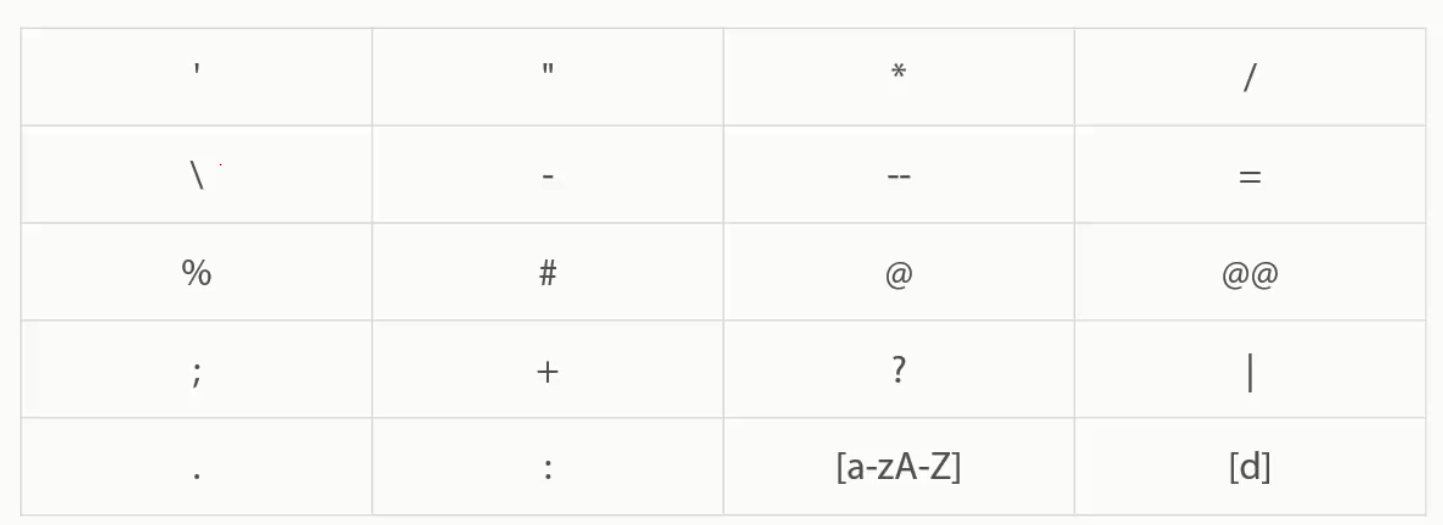 ' " * /
\ - -- =
% # @ @@
; + ? |
. : [a-zA-Z] [d]